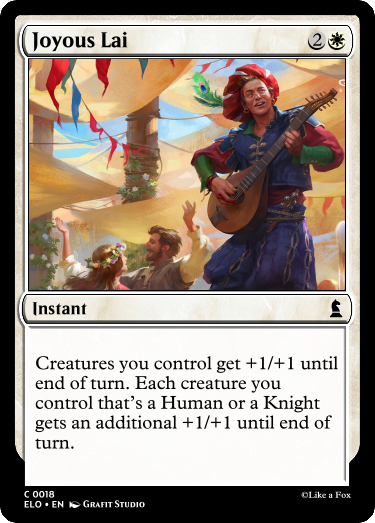 Joyous Lai 2
Instant
Creatures you control get +1/+1 until
end of turn. Each creature you
control that's a Human or a Knight
gets an additional +1/+1 until end of
turn.
C 0018
ELO • EN Grafit Studio
©Like a Fox